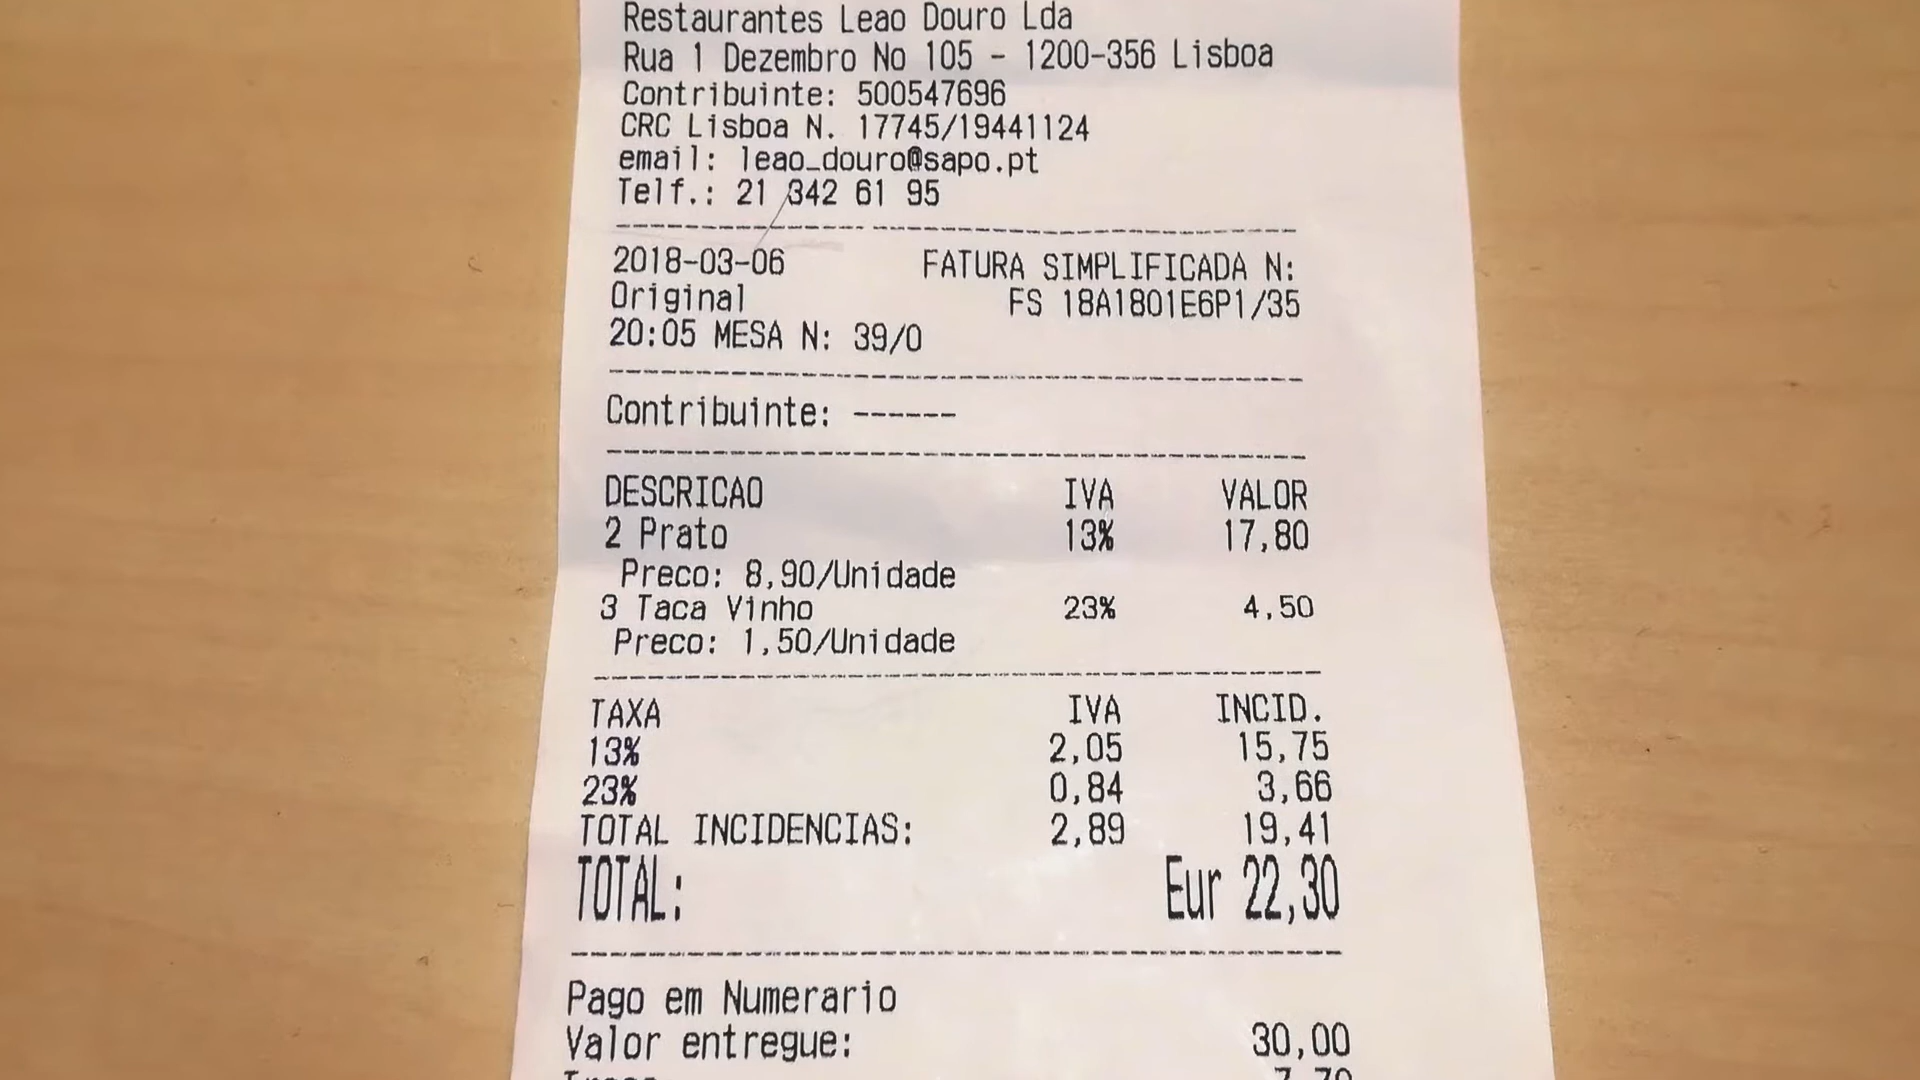 Restaurantes Leao Douro Lda
Rua 1 Dezembro No 105 - 1200-356 Lisboa
Contribuinte: 500547696
CRC Lisboa N. 17745/19441124
email: leao_douro@sapo.pt
Telf.: 21 342 61 95
2018-03-06 FATURA SIMPLIFICADA N:
Original FS 18A1801E6P1/35
20:05 MESA N: 39/0
Contribuinte: ------
DESCRICAO IVA VALOR
2 Prato 13% 17,80
Preco: 8,90/Unidade
3 Taca Vinho 23% 4,50
Preco: 1,50/Unidade
TAXA IVA INCID.
13% 2,05 15,75
23% 0,84 3,66
TOTAL INCIDENCIAS: 2,89 19,41
TOTAL: Eur 22,30
Pago em Numerario
Valor entregue: 30,00